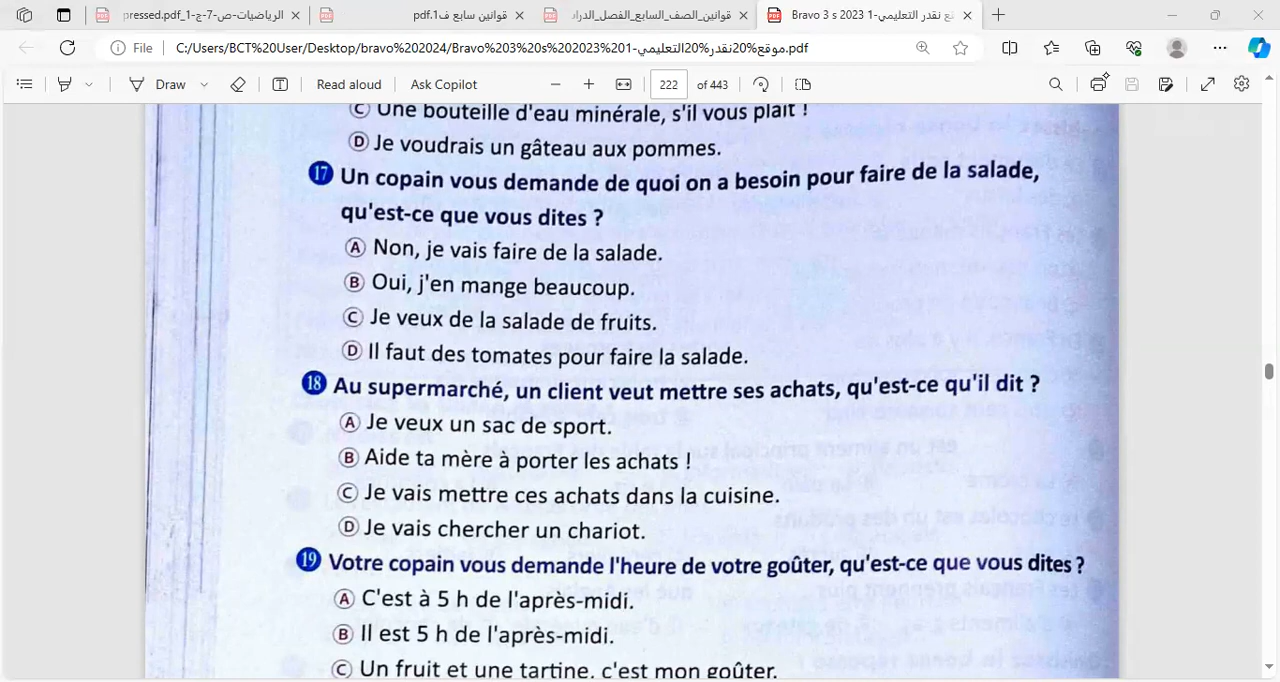 الرياضيات-ص-7-ج-1_pressed.pdf
قوانين سابع ف1.pdf
قوانين_الصف_السابع_الفصل_الدرا
Bravo 3 s 2023 1-موقع نقدر التعليمي
File C:/Users/BCT%20User/Desktop/bravo%202024/Bravo%203%20s%202023%201-موقع%20نقدر%20التعليمي.pdf
Draw Read aloud Ask Copilot 222 of 443
C Une bouteille d'eau minérale, s'il vous plait !
D Je voudrais un gâteau aux pommes.
17 Un copain vous demande de quoi on a besoin pour faire de la salade,
qu'est-ce que vous dites ?
A Non, je vais faire de la salade.
B Oui, j'en mange beaucoup.
C Je veux de la salade de fruits.
D Il faut des tomates pour faire la salade.
18 Au supermarché, un client veut mettre ses achats, qu'est-ce qu'il dit ?
A Je veux un sac de sport.
B Aide ta mère à porter les achats !
C Je vais mettre ces achats dans la cuisine.
D Je vais chercher un chariot.
19 Votre copain vous demande l'heure de votre goûter, qu'est-ce que vous dites ?
A C'est à 5 h de l'après-midi.
B Il est 5 h de l'après-midi.
C Un fruit et une tartine, c'est mon goûter.